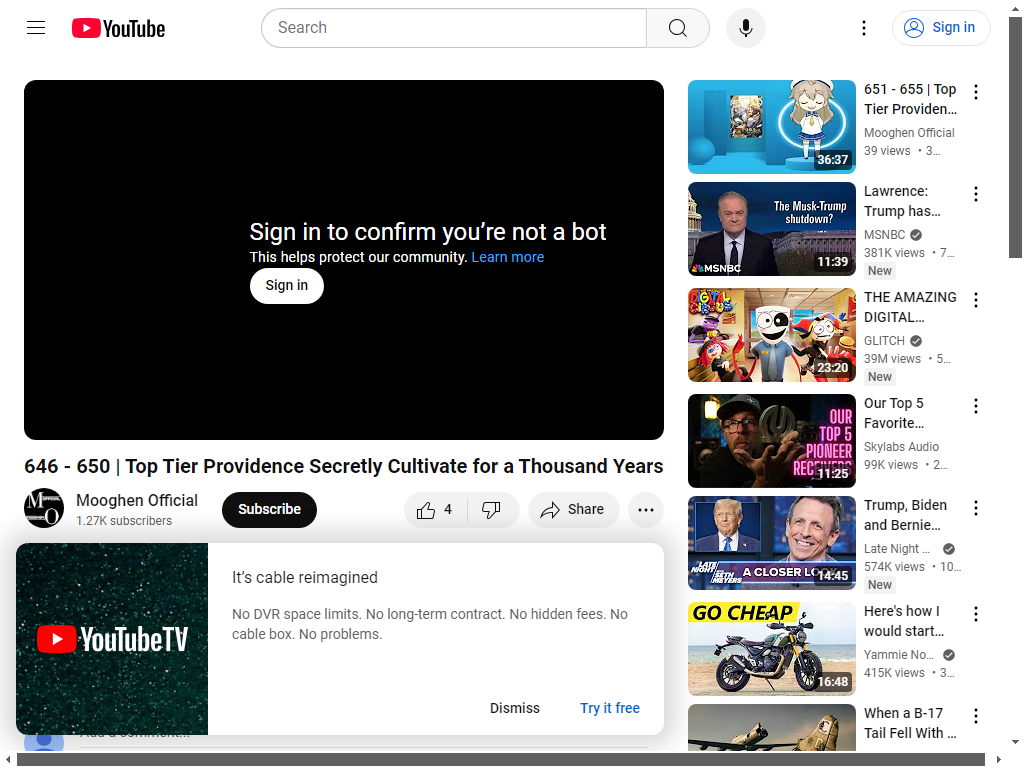 YouTube
Search
Sign in
Sign in to confirm you’re not a bot
This helps protect our community. Learn more
Sign in
646 - 650 | Top Tier Providence Secretly Cultivate for a Thousand Years
Mooghen Official
1.27K subscribers
Subscribe
4
Share
YouTubeTV
It’s cable reimagined
No DVR space limits. No long-term contract. No hidden fees. No
cable box. No problems.
Dismiss
Try it free
Add a comment...
36:37
651 - 655 | Top
Tier Providen...
Mooghen Official
39 views • 3...
The Musk-Trump
shutdown?
MSNBC
11:39
Lawrence:
Trump has...
MSNBC
381K views • 7...
New
DIGITAL
CIRCUS
23:20
THE AMAZING
DIGITAL...
GLITCH
39M views • 5...
New
OUR
TOP 5
PIONEER
RECEIVERS
11:25
Our Top 5
Favorite...
Skylabs Audio
99K views • 2...
LATE
NIGHT
WITH
SETH
MEYERS
A CLOSER LOOK
14:45
Trump, Biden
and Bernie...
Late Night ...
574K views • 10...
New
GO CHEAP
16:48
Here's how I
would start...
Yammie No...
415K views • 3...
When a B-17
Tail Fell With ...